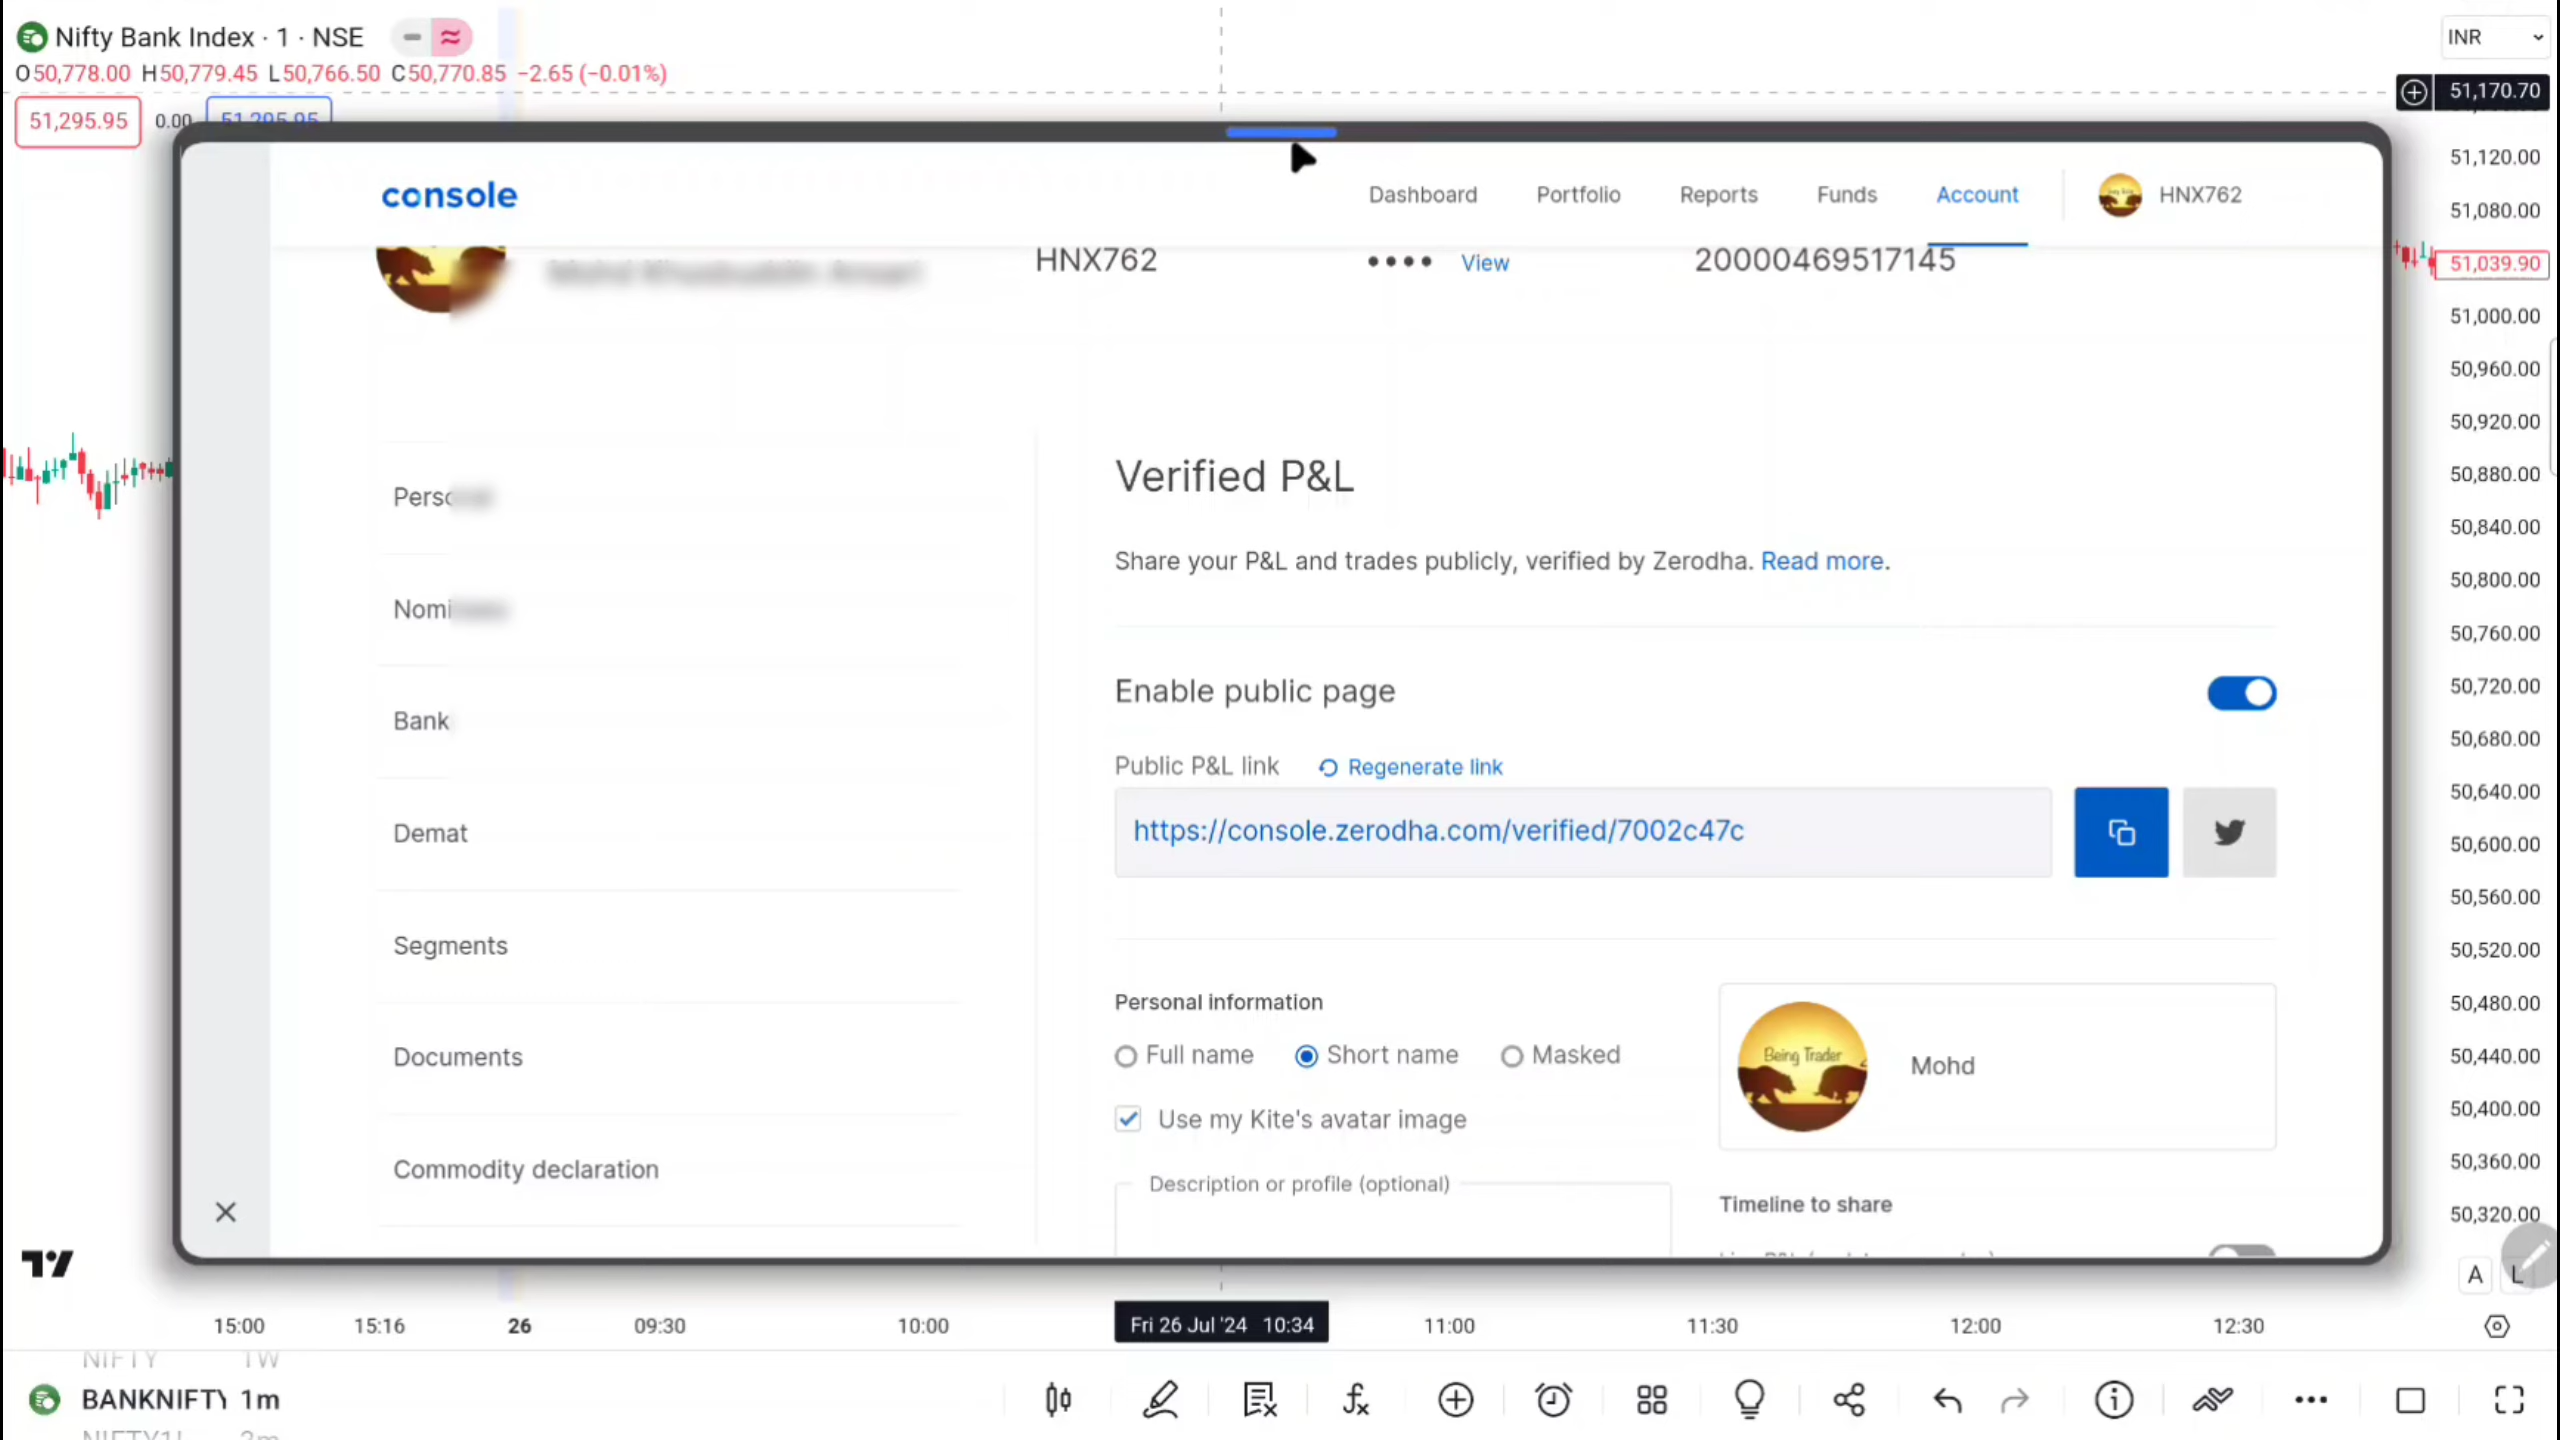 Nifty Bank Index · 1 · NSE
O50,778.00 H50,779.45 L50,766.50 C50,770.85 −2.65 (−0.01%)
INR
51,295.95 0.00 51,295.95
51,170.70
51,120.00
51,080.00
51,039.90
51,000.00
50,960.00
50,920.00
50,880.00
50,840.00
50,800.00
50,760.00
50,720.00
50,680.00
50,640.00
50,600.00
50,560.00
50,520.00
50,480.00
50,440.00
50,400.00
50,360.00
50,320.00
A L
console
Dashboard Portfolio Reports Funds Account HNX762
HNX762 •••• View 20000469517145
Nomi
Bank
Demat
Segments
Documents
Commodity declaration
Verified P&L
Share your P&L and trades publicly, verified by Zerodha. Read more.
Enable public page
Public P&L link Regenerate link
https://console.zerodha.com/verified/7002c47c
Personal information
Full name Short name Masked
Use my Kite's avatar image
Description or profile (optional)
Being Trader
Mohd
Timeline to share
15:00 15:16 26 09:30 10:00 Fri 26 Jul '24 10:34 11:00 11:30 12:00 12:30
NIFTY 1W
BANKNIFTY 1m